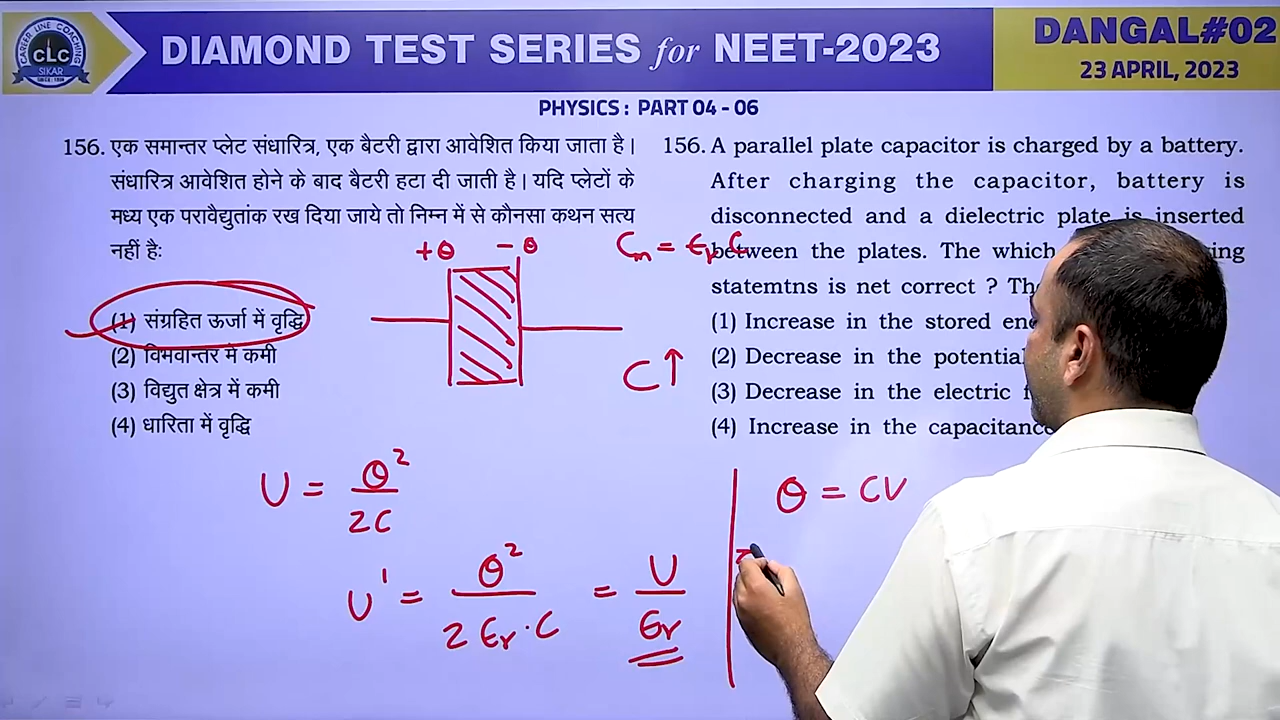 CAREER LINE COACHING
CLC
SIKAR
DIAMOND TEST SERIES for NEET-2023
DANGAL#02
23 APRIL, 2023
PHYSICS : PART 04 - 06
156. एक समान्तर प्लेट संधारित्र, एक बैटरी द्वारा आवेशित किया जाता है।
संधारित्र आवेशित होने के बाद बैटरी हटा दी जाती है। यदि प्लेटों के
मध्य एक परावैद्युतांक रख दिया जाये तो निम्न में से कौनसा कथन सत्य
नहीं है:
(1) संग्रहित ऊर्जा में वृद्धि
(2) विभवान्तर में कमी
(3) विद्युत क्षेत्र में कमी
(4) धारिता में वृद्धि
+Q -Q
C↑
U = Q²/2C
U' = Q²/2εr·C = U/εr
156. A parallel plate capacitor is charged by a battery.
After charging the capacitor, battery is
disconnected and a dielectric plate is inserted
between the plates. The which
statemtns is net correct ?
(1) Increase in the stored
(2) Decrease in the potential
(3) Decrease in the electric
(4) Increase in the capacitance
Cm = εr C
Q = CV